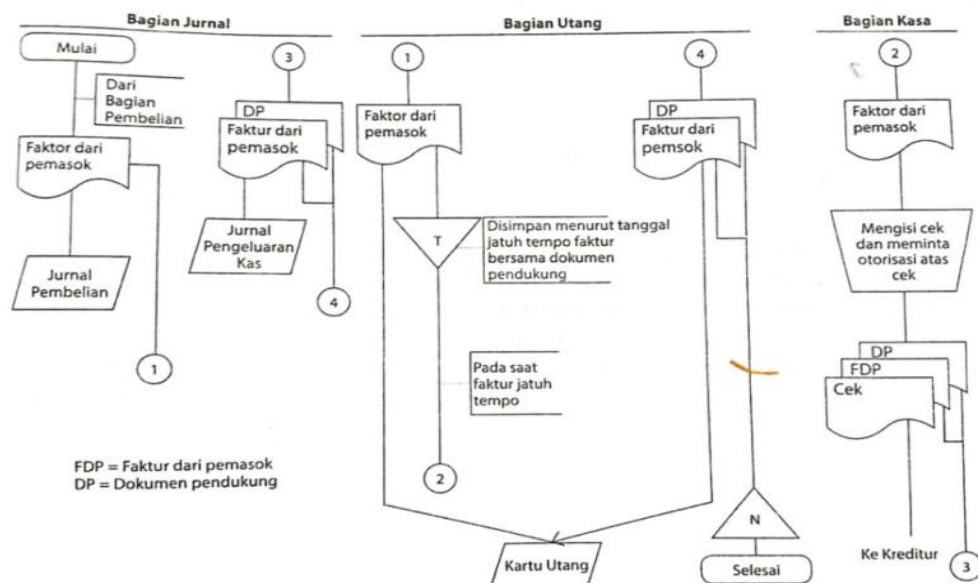 Bagian Jurnal
Mulai
Dari
Bagian
Pembelian
Faktor dari
pemasok
Jurnal
Pembelian
1
3
DP
Faktur dari
pemasok
Jurnal
Pengeluaran
Kas
4
FDP = Faktur dari pemasok
DP = Dokumen pendukung
Bagian Utang
1
Faktor dari
pemasok
T
Disimpan menurut tanggal
jatuh tempo faktur
bersama dokumen
pendukung
Pada saat
faktur jatuh
tempo
2
Kartu Utang
4
DP
Faktur dari
pemsok
N
Selesai
Bagian Kasa
2
Faktor dari
pemasok
Mengisi cek
dan meminta
otorisasi atas
cek
DP
FDP
Cek
Ke Kreditur
3